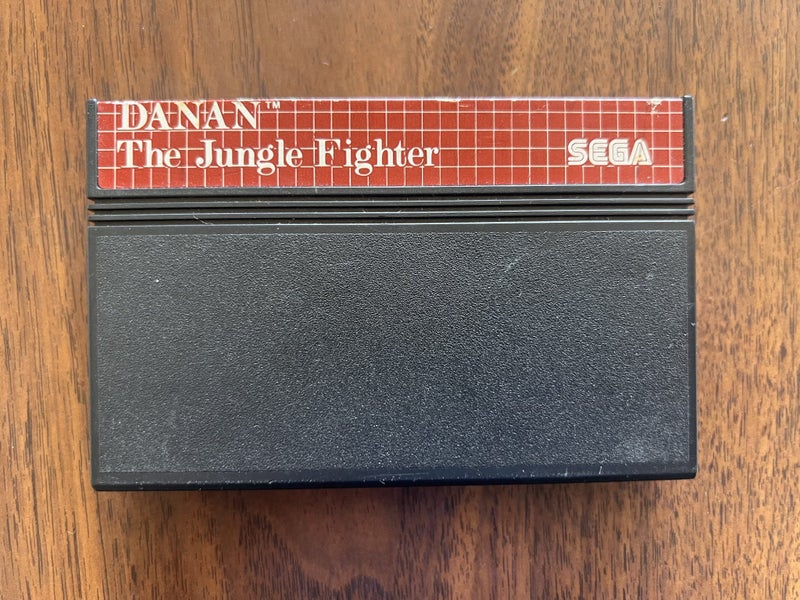 DANAN™
The Jungle Fighter
SEGA